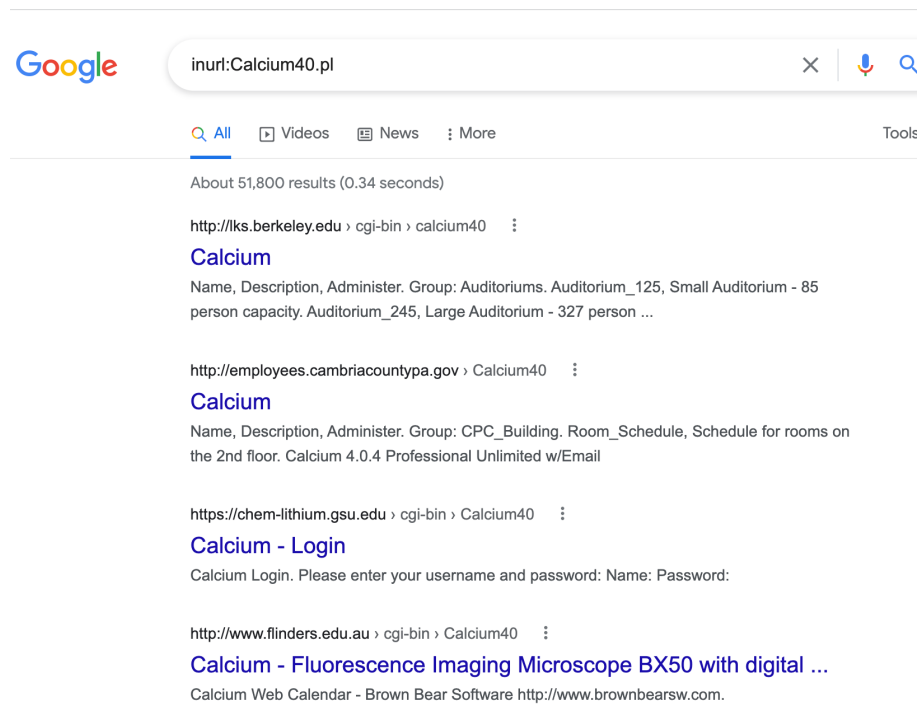 Google
inurl:Calcium40.pl
All Videos News More Tools
About 51,800 results (0.34 seconds)
http://lks.berkeley.edu › cgi-bin › calcium40
Calcium
Name, Description, Administer. Group: Auditoriums. Auditorium_125, Small Auditorium - 85
person capacity. Auditorium_245, Large Auditorium - 327 person ...
http://employees.cambriacountypa.gov › Calcium40
Calcium
Name, Description, Administer. Group: CPC_Building. Room_Schedule, Schedule for rooms on
the 2nd floor. Calcium 4.0.4 Professional Unlimited w/Email
https://chem-lithium.gsu.edu › cgi-bin › Calcium40
Calcium - Login
Calcium Login. Please enter your username and password: Name: Password:
http://www.flinders.edu.au › cgi-bin › Calcium40
Calcium - Fluorescence Imaging Microscope BX50 with digital ...
Calcium Web Calendar - Brown Bear Software http://www.brownbearsw.com.